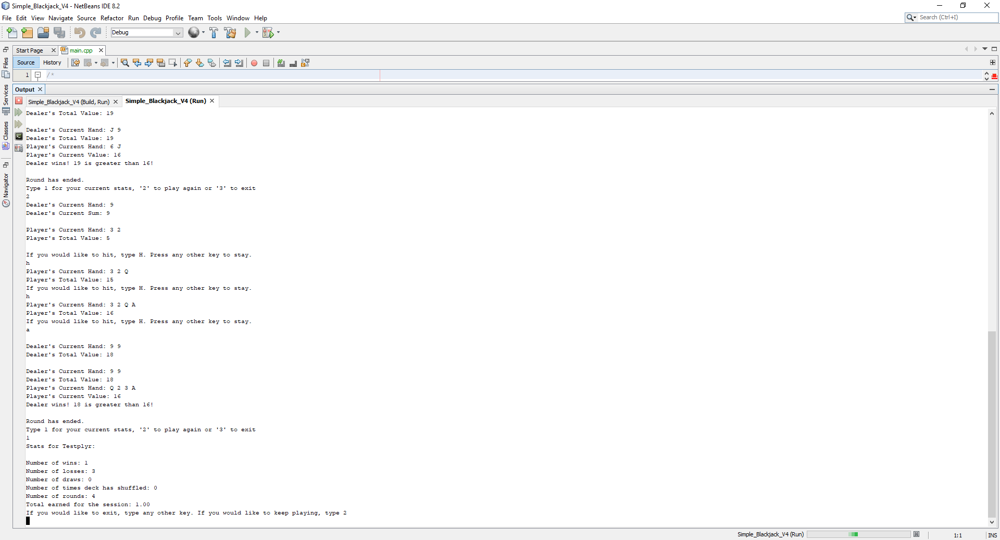 Simple_Blackjack_V4 - NetBeans IDE 8.2
File Edit View Navigate Source Refactor Run Debug Profile Team Tools Window Help
Search (Ctrl+I)
Debug
Start Page
main.cpp
Source History
1 /*
Files
Services
Classes
Navigator
Output
Simple_Blackjack_V4 (Build, Run)
Simple_Blackjack_V4 (Run)
Dealer's Total Value: 19
Dealer's Current Hand: J 9
Dealer's Total Value: 19
Player's Current Hand: 6 J
Player's Current Value: 16
Dealer wins! 19 is greater than 16!
Round has ended.
Type 1 for your current stats, '2' to play again or '3' to exit
2
Dealer's Current Hand: 9
Dealer's Current Sum: 9
Player's Current Hand: 3 2
Player's Total Value: 5
If you would like to hit, type H. Press any other key to stay.
h
Player's Current Hand: 3 2 Q
Player's Total Value: 15
If you would like to hit, type H. Press any other key to stay.
h
Player's Current Hand: 3 2 Q A
Player's Total Value: 16
If you would like to hit, type H. Press any other key to stay.
a
Dealer's Current Hand: 9 9
Dealer's Total Value: 18
Dealer's Current Hand: 9 9
Dealer's Total Value: 18
Player's Current Hand: Q 2 3 A
Player's Current Value: 16
Dealer wins! 18 is greater than 16!
Round has ended.
Type 1 for your current stats, '2' to play again or '3' to exit
1
Stats for Testplyr:
Number of wins: 1
Number of losses: 3
Number of draws: 0
Number of times deck has shuffled: 0
Number of rounds: 4
Total earned for the session: 1.00
If you would like to exit, type any other key. If you would like to keep playing, type 2
Simple_Blackjack_V4 (Run)
1:1
INS